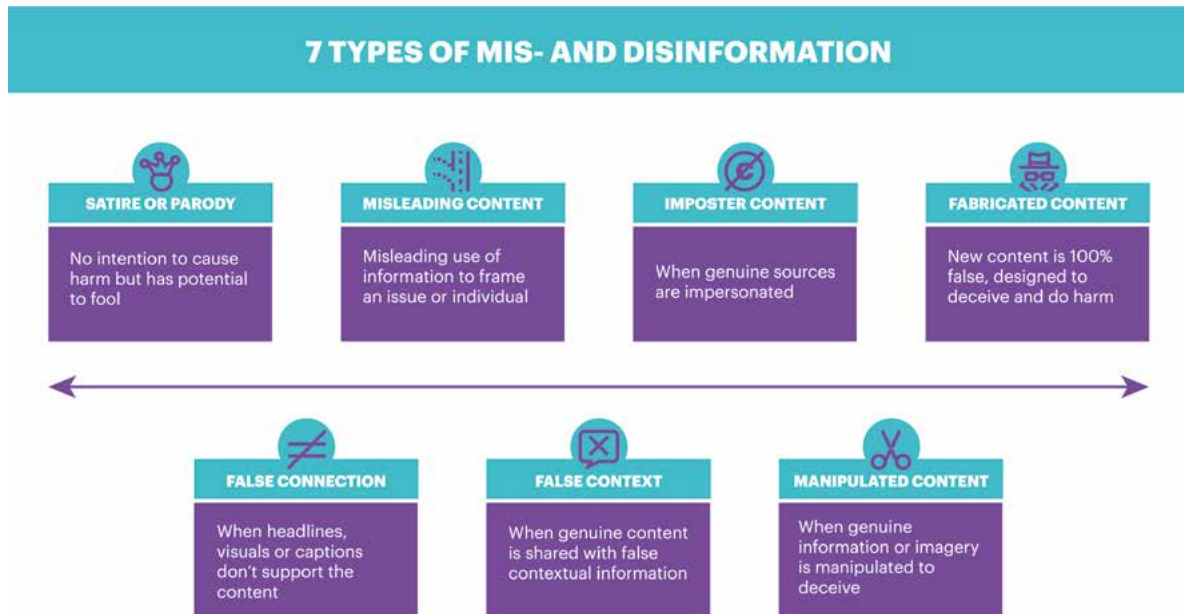 7 TYPES OF MIS- AND DISINFORMATION
SATIRE OR PARODY
No intention to cause
harm but has potential
to fool
MISLEADING CONTENT
Misleading use of
information to frame
an issue or individual
IMPOSTER CONTENT
When genuine sources
are impersonated
FABRICATED CONTENT
New content is 100%
false, designed to
deceive and do harm
FALSE CONNECTION
When headlines,
visuals or captions
don't support the
content
FALSE CONTEXT
When genuine content
is shared with false
contextual information
MANIPULATED CONTENT
When genuine
information or imagery
is manipulated to
deceive